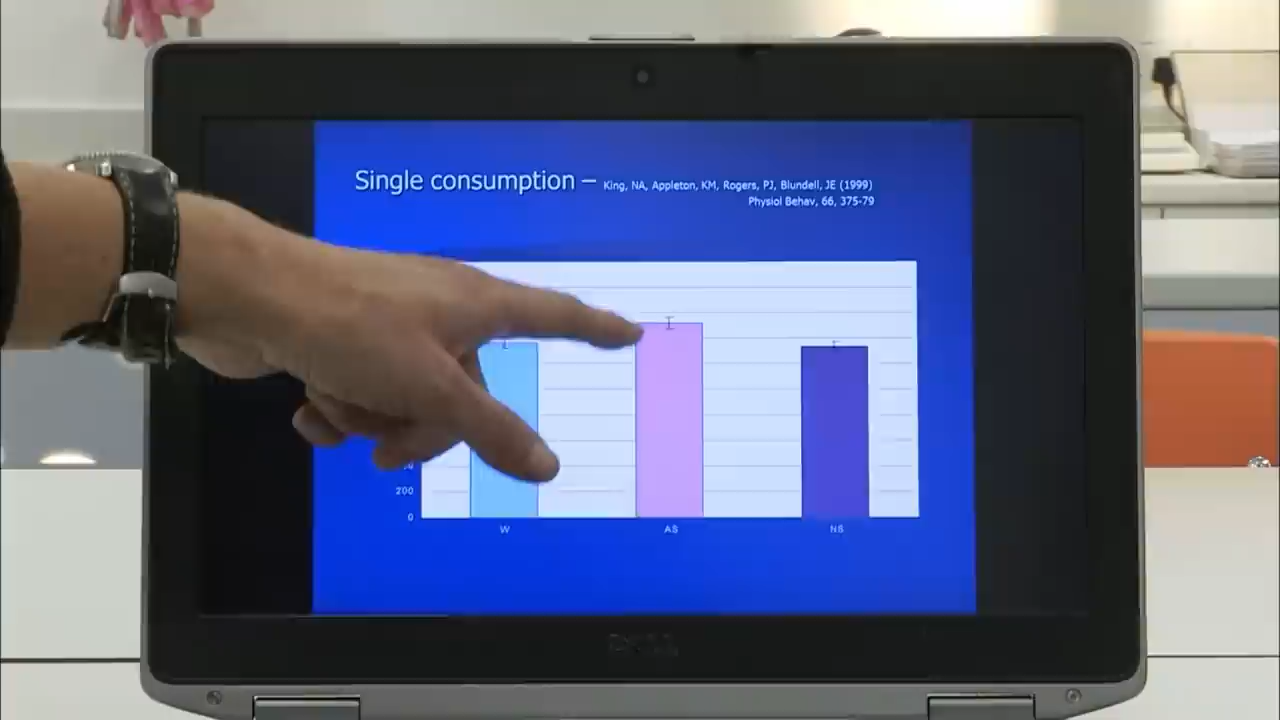 Single consumption – King, NA, Appleton, KM, Rogers, PJ, Blundell, JE (1999)
Physiol Behav, 66, 375-79
200
0
W AS NS
DELL